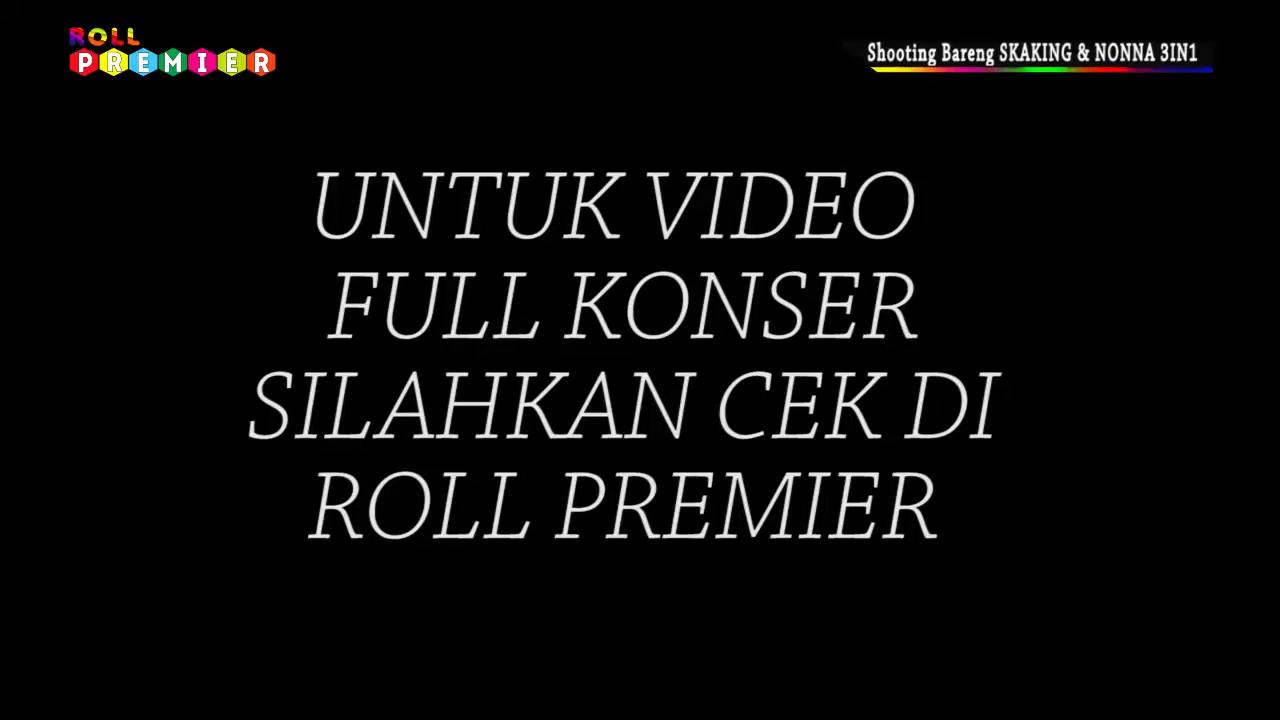 ROLL
PREMIER
Shooting Bareng SKAKING & NONNA 3IN1
UNTUK VIDEO
FULL KONSER
SILAHKAN CEK DI
ROLL PREMIER